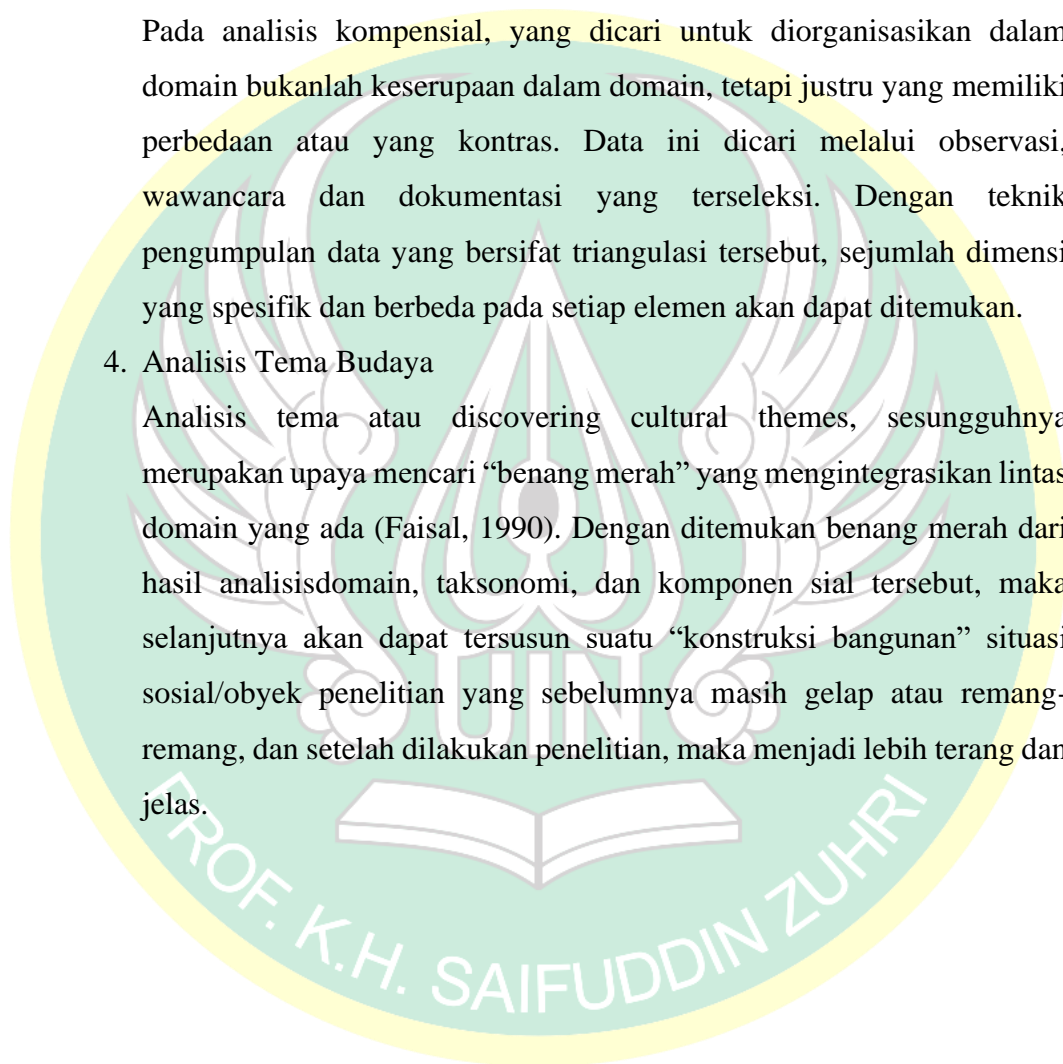 Pada analisis kompensial, yang dicari untuk diorganisasikan dalam
domain bukanlah keserupaan dalam domain, tetapi justru yang memiliki
perbedaan atau yang kontras. Data ini dicari melalui observasi,
wawancara dan dokumentasi yang terseleksi. Dengan teknik
pengumpulan data yang bersifat triangulasi tersebut, sejumlah dimensi
yang spesifik dan berbeda pada setiap elemen akan dapat ditemukan.
4. Analisis Tema Budaya
Analisis tema atau discovering cultural themes, sesungguhnya
merupakan upaya mencari “benang merah” yang mengintegrasikan lintas
domain yang ada (Faisal, 1990). Dengan ditemukan benang merah dari
hasil analisisdomain, taksonomi, dan komponen sial tersebut, maka
selanjutnya akan dapat tersusun suatu “konstruksi bangunan” situasi
sosial/obyek penelitian yang sebelumnya masih gelap atau remang-
remang, dan setelah dilakukan penelitian, maka menjadi lebih terang dan
jelas.
UIN
PROF. K.H. SAIFUDDIN ZUHRI